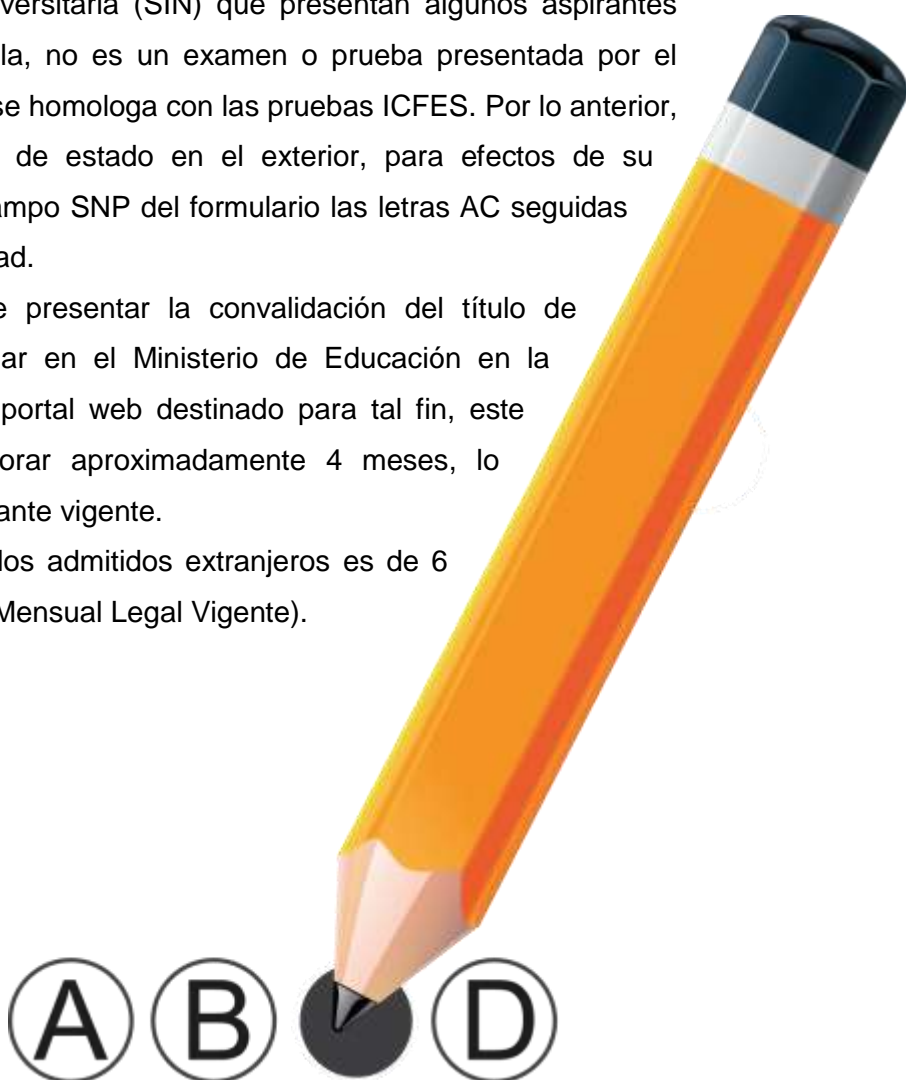 versitaria (SIN) que presentan algunos aspirantes
la, no es un examen o prueba presentada por el
se homologa con las pruebas ICFES. Por lo anterior,
de estado en el exterior, para efectos de su
ampo SNP del formulario las letras AC seguidas
ad.
e presentar la convalidación del título de
ar en el Ministerio de Educación en la
portal web destinado para tal fin, este
orar aproximadamente 4 meses, lo
ante vigente.
los admitidos extranjeros es de 6
Mensual Legal Vigente).
A B D